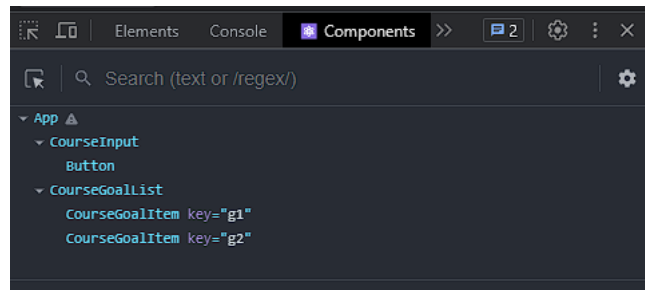 Elements Console Components >> 2
Search (text or /regex/)
App
CourseInput
Button
CourseGoalList
CourseGoalItem key="g1"
CourseGoalItem key="g2"